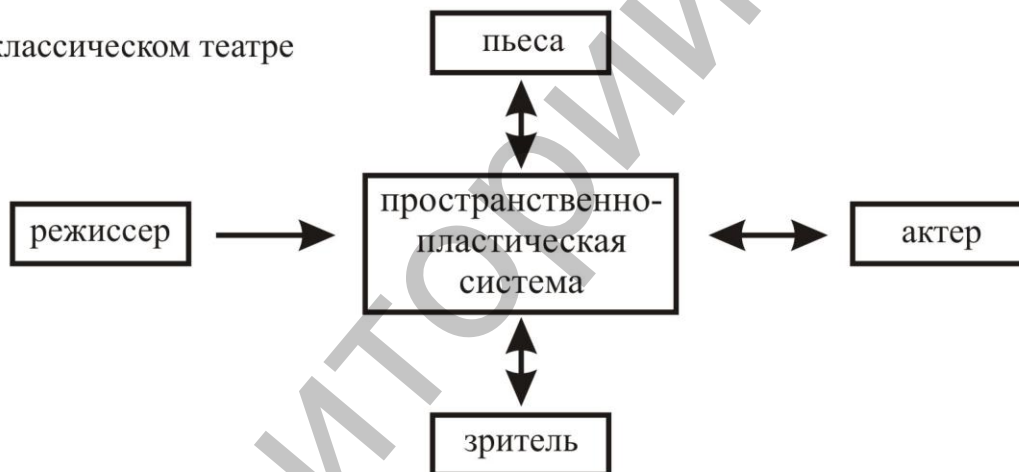 классическом театре
пьеса
режиссер
пространственно-
пластическая
система
актер
зритель